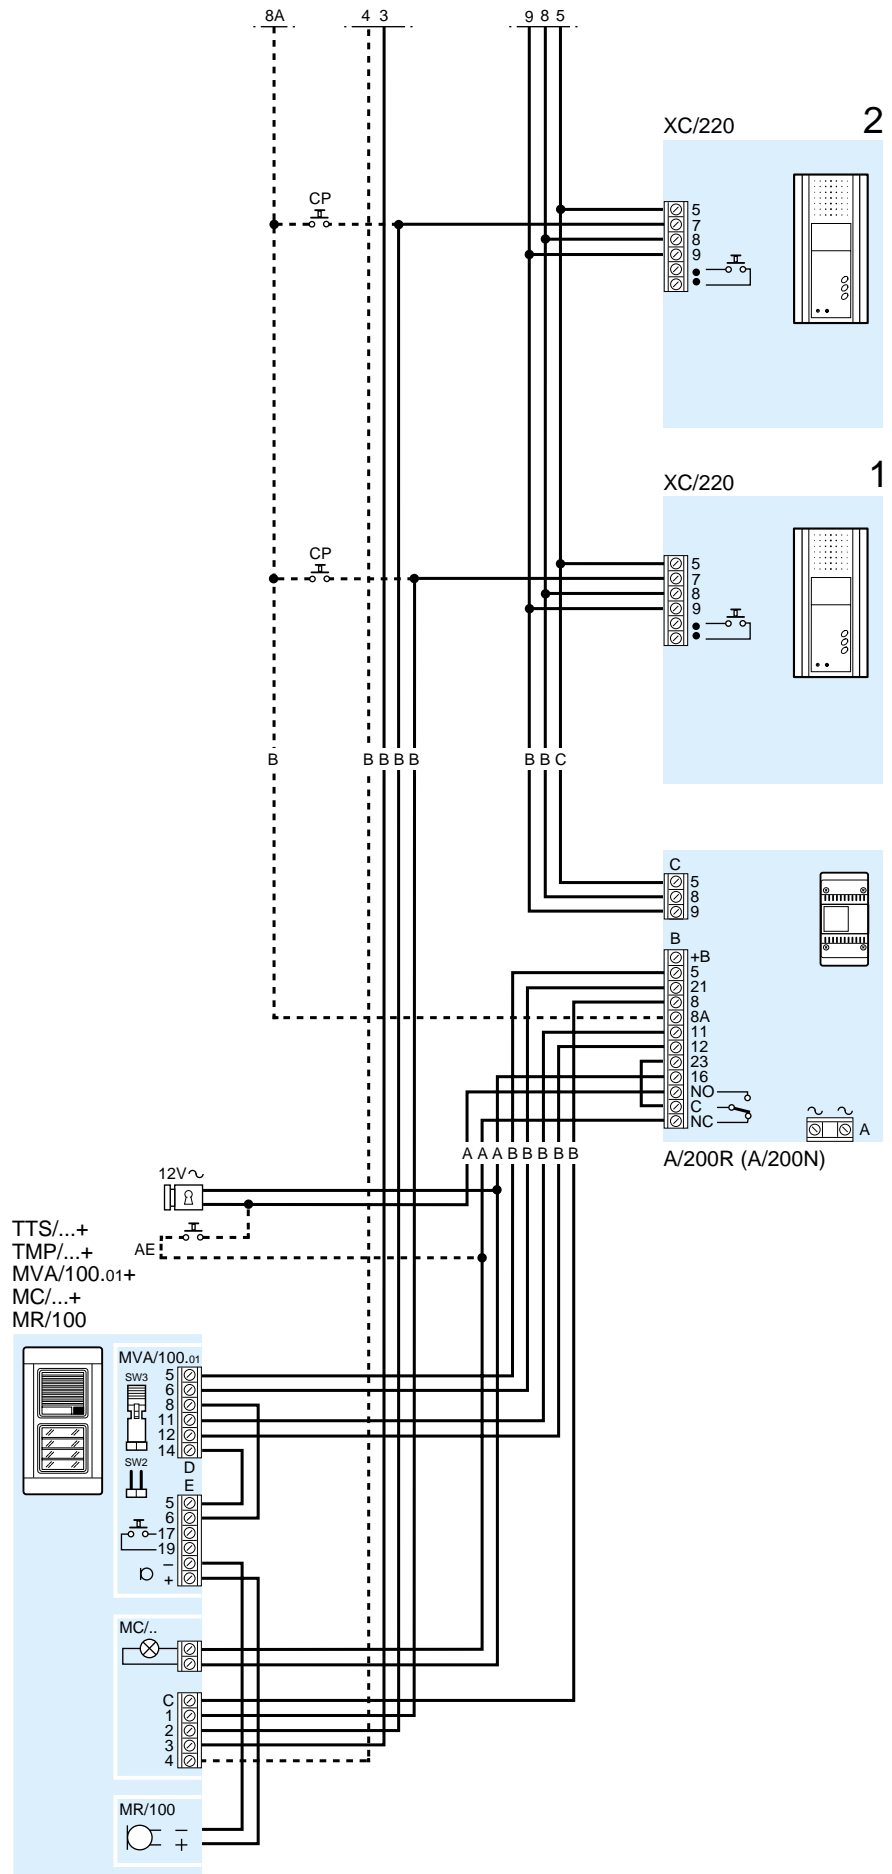 8A 4 3 9 8 5
XC/220 2
CP
5
7
8
9
XC/220 1
CP
5
7
8
9
B B B B B B B C
C
5
8
9
B
+B
5
21
8
8A
11
12
23
16
NO
C
NC
A
A/200R (A/200N)
A A A B B B B B
12V~
AE
TTS/...+
TMP/...+
MVA/100.01+
MC/...+
MR/100
MVA/100.01
SW3
5
6
8
11
12
14
SW2
D
E
5
6
17
19
–
+
MC/..
C
1
2
3
4
MR/100
–
+